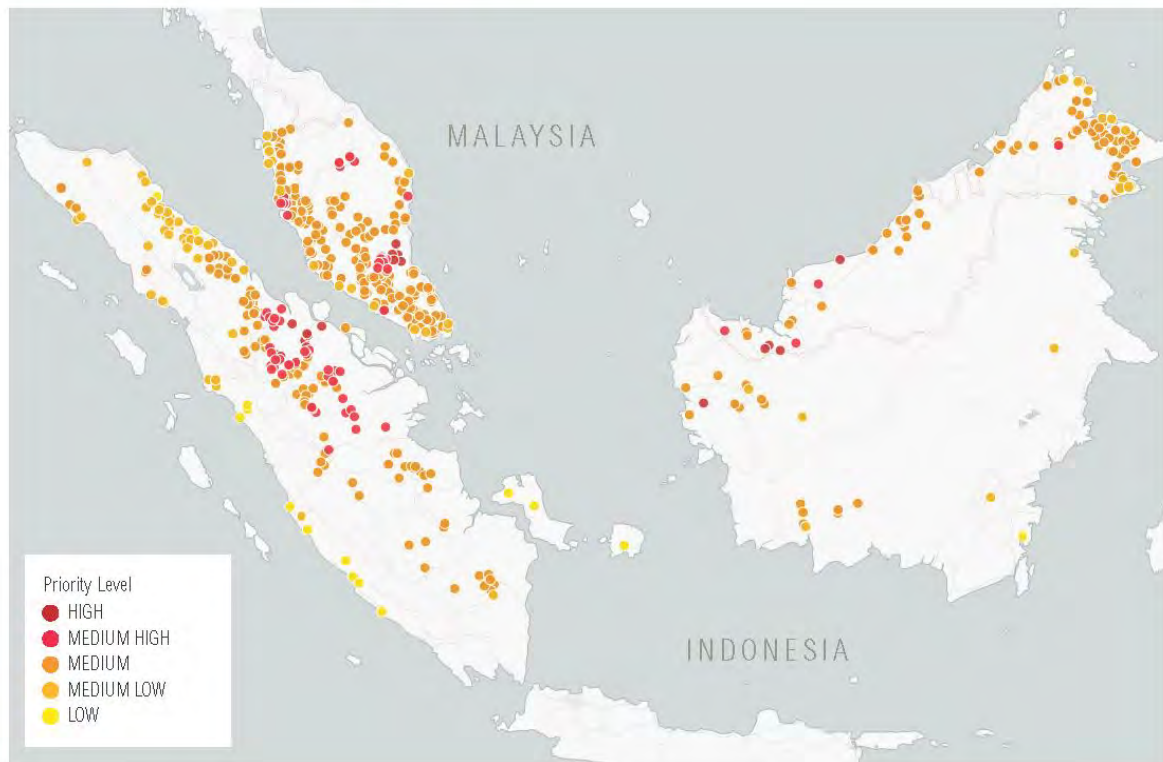 MALAYSIA
INDONESIA
Priority Level
HIGH
MEDIUM HIGH
MEDIUM
MEDIUM LOW
LOW